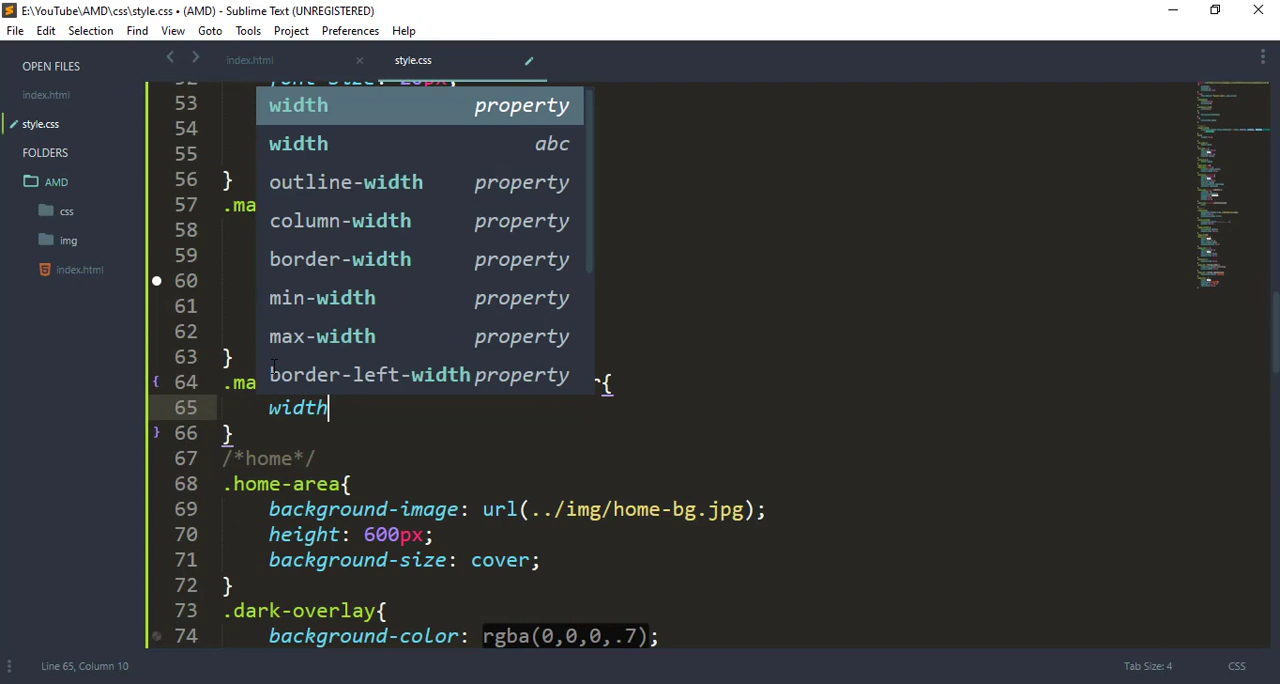 E:\YouTube\AMD\css\style.css • (AMD) - Sublime Text (UNREGISTERED)
File Edit Selection Find View Goto Tools Project Preferences Help
OPEN FILES
index.html
style.css
FOLDERS
AMD
css
img
index.html
index.html
style.css
53
54
55
56 }
57 .ma
58
59
60
61
62
63 }
64 .ma r{
65 width
66 }
67 /*home*/
68 .home-area{
69 background-image: url(../img/home-bg.jpg);
70 height: 600px;
71 background-size: cover;
72 }
73 .dark-overlay{
74 background-color: rgba(0,0,0,.7);
width property
width abc
outline-width property
column-width property
border-width property
min-width property
max-width property
border-left-width property
Line 65, Column 10
Tab Size: 4
CSS